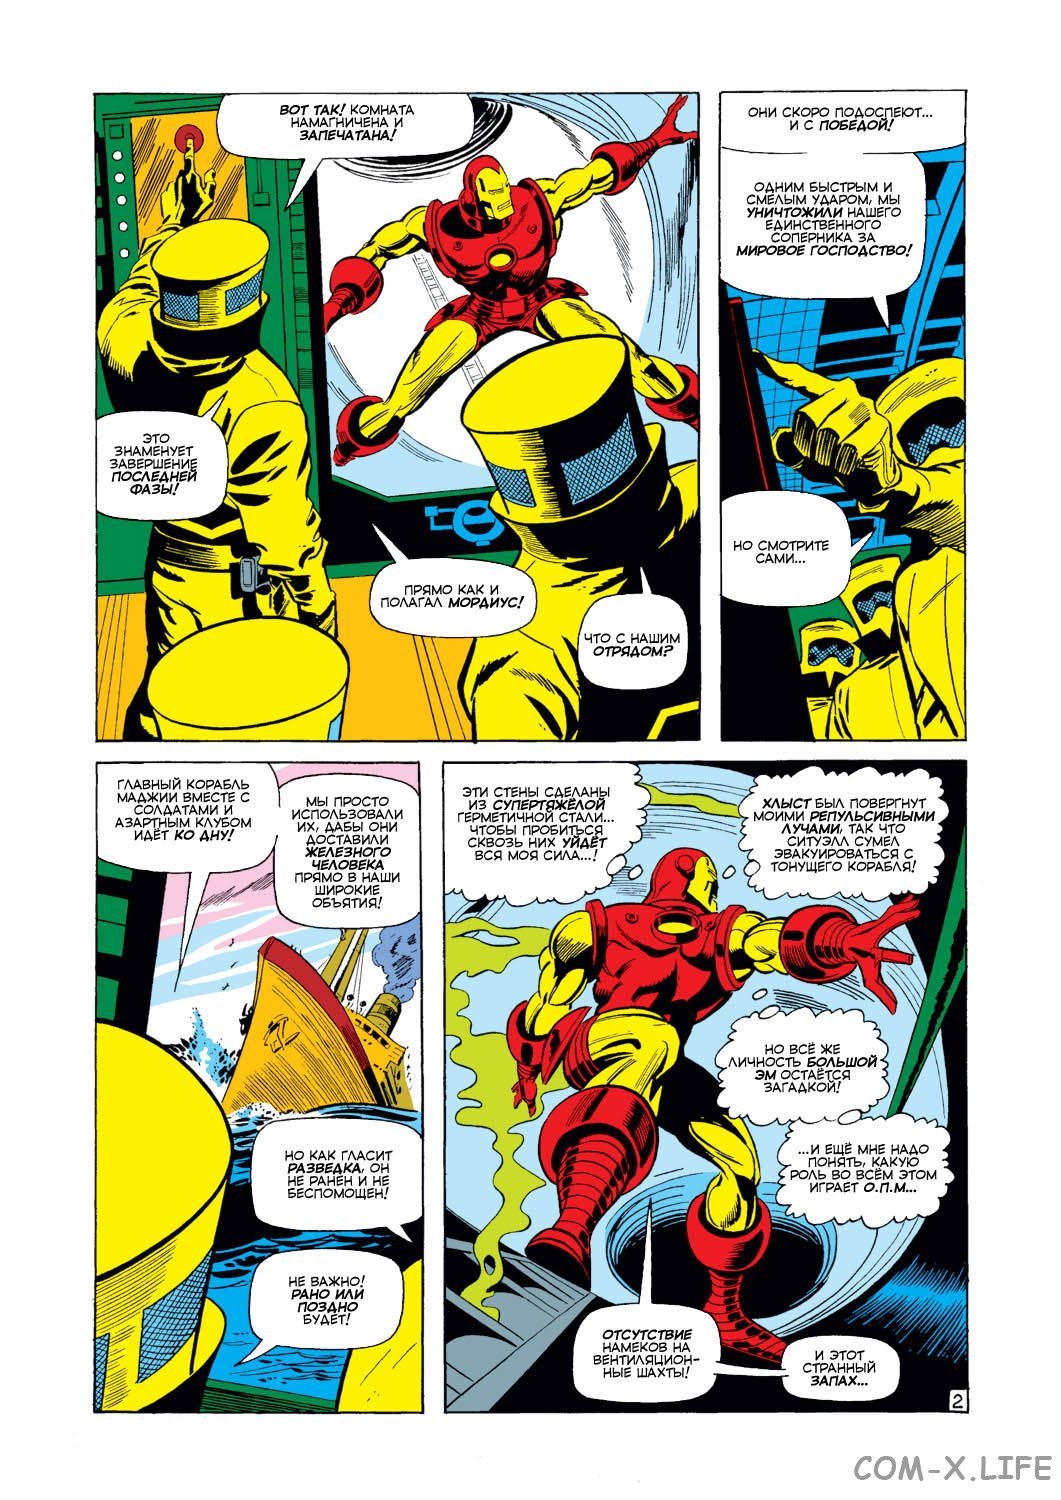 ВОТ ТАК! КОМНАТА
НАМАГНИЧЕНА И
ЗАПЕЧАТАНА!
ЭТО
ЗНАМЕНУЕТ
ЗАВЕРШЕНИЕ
ПОСЛЕДНЕЙ
ФАЗЫ!
ПРЯМО КАК И
ПОЛАГАЛ МОРДИУС!
ЧТО С НАШИМ
ОТРЯДОМ?
ОНИ СКОРО ПОДОСПЕЮТ...
И С ПОБЕДОЙ!
ОДНИМ БЫСТРЫМ И
СМЕЛЫМ УДАРОМ, МЫ
УНИЧТОЖИЛИ НАШЕГО
ЕДИНСТВЕННОГО
СОПЕРНИКА ЗА
МИРОВОЕ ГОСПОДСТВО!
НО СМОТРИТЕ
САМИ...
ГЛАВНЫЙ КОРАБЛЬ
МАДЖИИ ВМЕСТЕ С
СОЛДАТАМИ И
АЗАРТНЫМ КЛУБОМ
ИДЁТ КО ДНУ!
МЫ ПРОСТО
ИСПОЛЬЗОВАЛИ
ИХ, ДАБЫ ОНИ
ДОСТАВИЛИ
ЖЕЛЕЗНОГО
ЧЕЛОВЕКА
ПРЯМО В НАШИ
ШИРОКИЕ
ОБЪЯТИЯ!
НО КАК ГЛАСИТ
РАЗВЕДКА, ОН
НЕ РАНЕН И НЕ
БЕСПОМОЩЕН!
НЕ ВАЖНО!
РАНО ИЛИ
ПОЗДНО
БУДЕТ!
ЭТИ СТЕНЫ СДЕЛАНЫ
ИЗ СУПЕРТЯЖЁЛОЙ
ГЕРМЕТИЧНОЙ СТАЛИ...
ЧТОБЫ ПРОБИТЬСЯ
СКВОЗЬ НИХ УЙДЁТ
ВСЯ МОЯ СИЛА...!
ХЛЫСТ БЫЛ ПОВЕРГНУТ
МОИМИ РЕПУЛЬСИВНЫМИ
ЛУЧАМИ, ТАК ЧТО
СИТУЭЛЛ СУМЕЛ
ЭВАКУИРОВАТЬСЯ С
ТОНУЩЕГО КОРАБЛЯ!
НО ВСЁ ЖЕ
ЛИЧНОСТЬ БОЛЬШОЙ
ЭМ ОСТАЁТСЯ
ЗАГАДКОЙ!
...И ЕЩЁ МНЕ НАДО
ПОНЯТЬ, КАКУЮ
РОЛЬ ВО ВСЁМ ЭТОМ
ИГРАЕТ О.П.М...
ОТСУТСТВИЕ
НАМЕКОВ НА
ВЕНТИЛЯЦИОН-
НЫЕ ШАХТЫ!
И ЭТОТ
СТРАННЫЙ
ЗАПАХ...
2
COM-X.LIFE